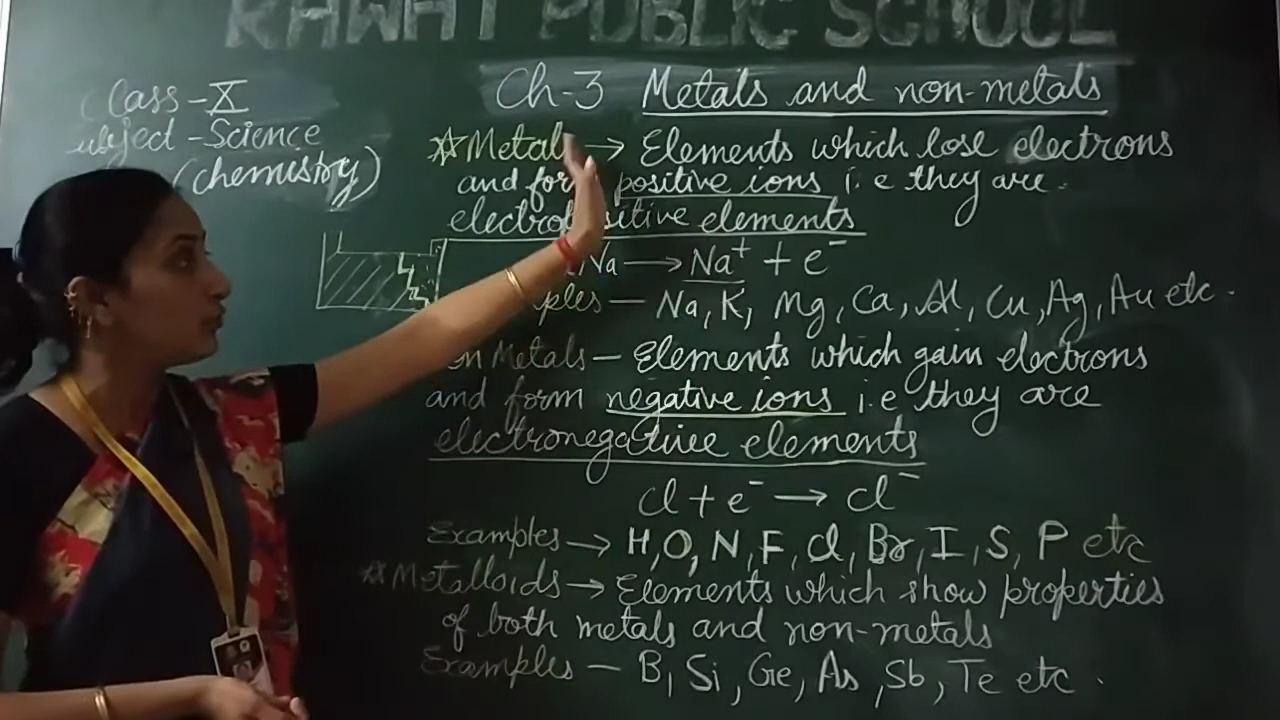 RAWAT PUBLIC SCHOOL
Class - X
Subject - Science
(chemistry)
Ch-3 Metals and non-metals
☆Metals → Elements which lose electrons
and form positive ions i.e they are
electropositive elements
Na → Na⁺ + e⁻
ples — Na, K, Mg, Ca, Al, Cu, Ag, Au etc.
on Metals — Elements which gain electrons
and form negative ions i.e they are
electronegative elements
Cl + e⁻ → Cl⁻
Examples → H, O, N, F, Cl, Br, I, S, P etc
☆Metalloids → Elements which show properties
of both metals and non-metals
Examples — B, Si, Ge, As, Sb, Te etc.